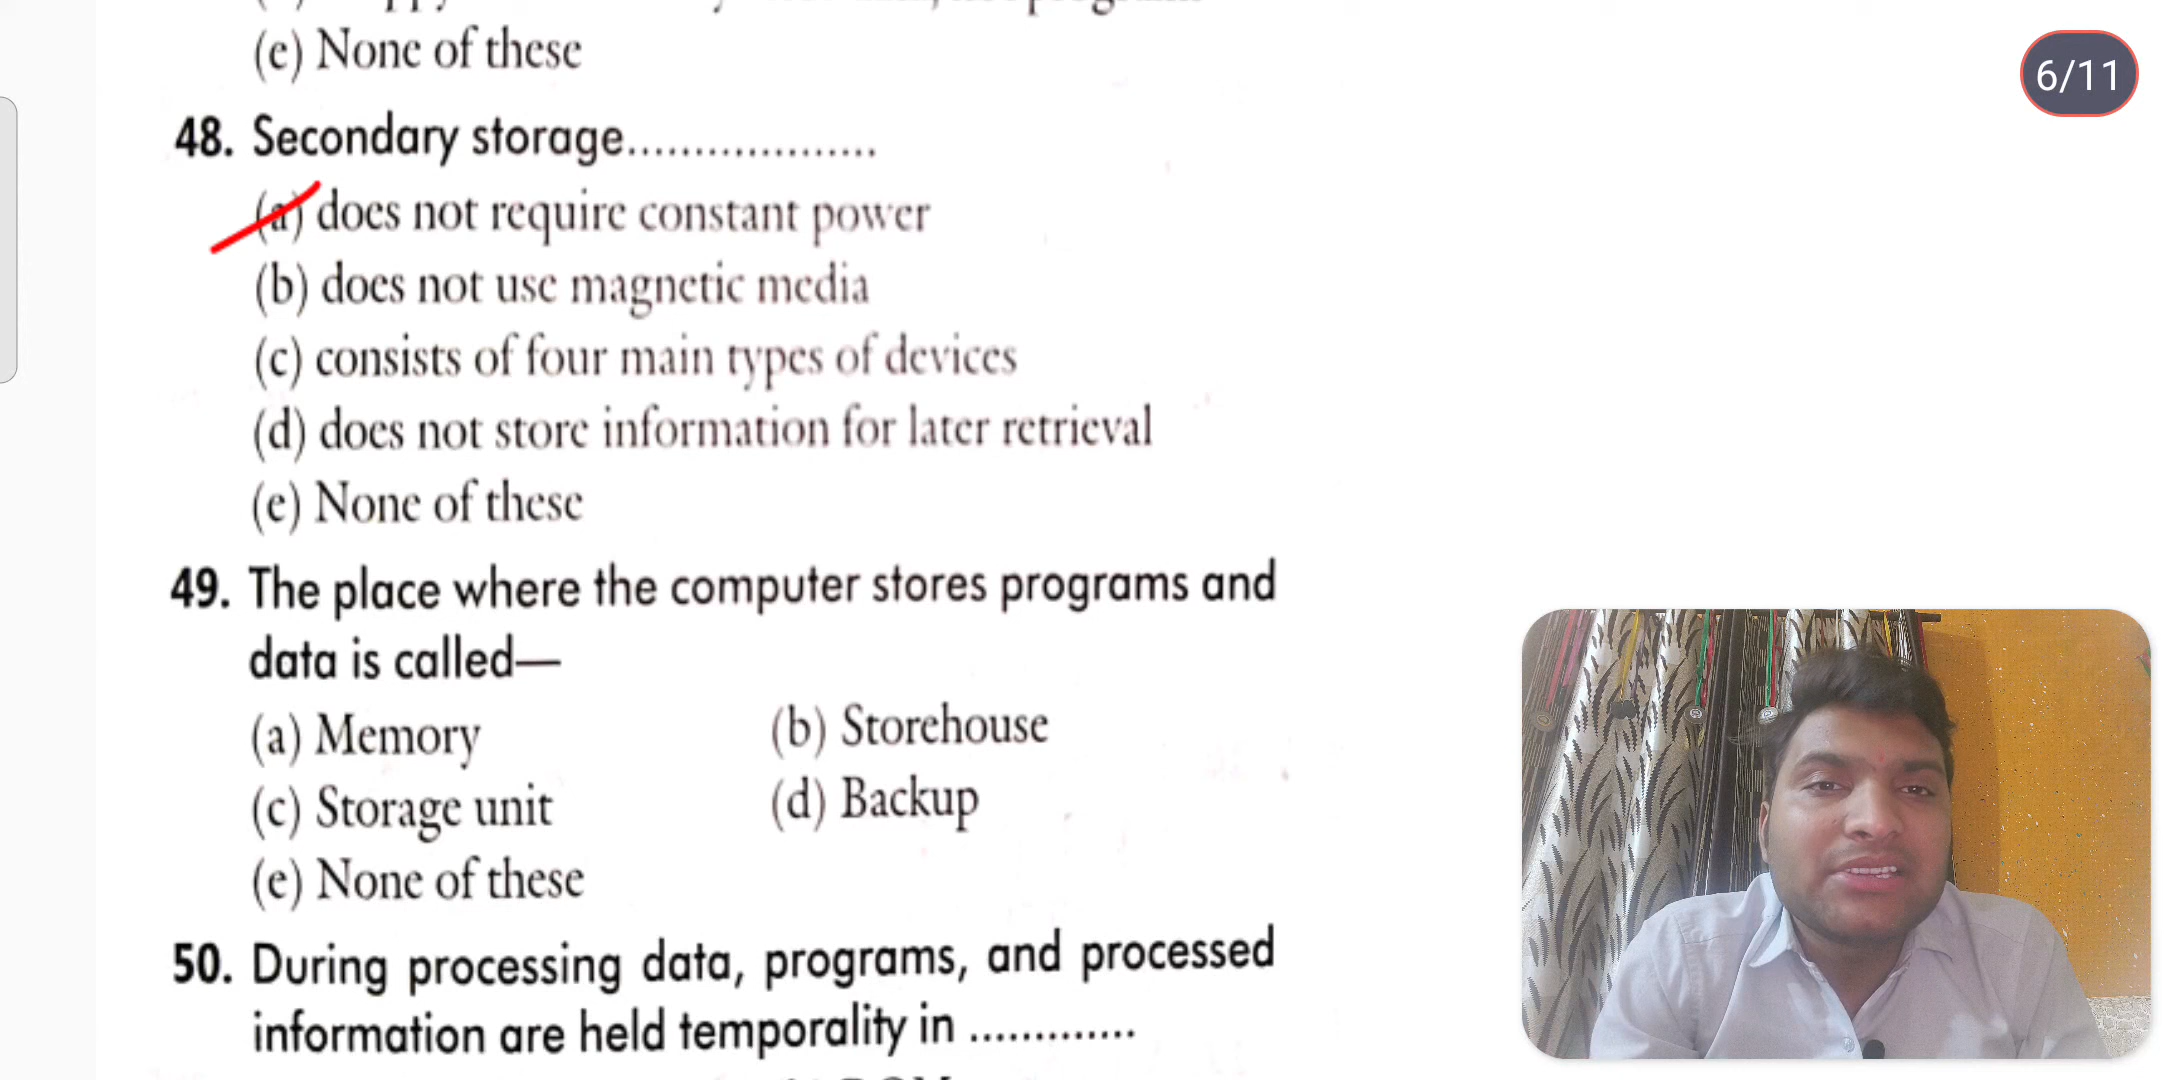 (e) None of these
6/11
48. Secondary storage...................
(a) does not require constant power
(b) does not use magnetic media
(c) consists of four main types of devices
(d) does not store information for later retrieval
(e) None of these
49. The place where the computer stores programs and
data is called—
(a) Memory (b) Storehouse
(c) Storage unit (d) Backup
(e) None of these
50. During processing data, programs, and processed
information are held temporality in .............